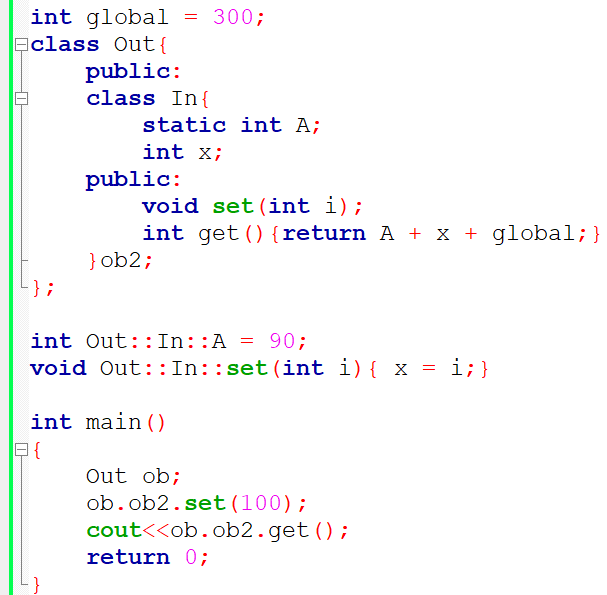 int global = 300;
class Out{
    public:
    class In{
        static int A;
        int x;
    public:
        void set(int i);
        int get(){return A + x + global;}
    }ob2;
};

int Out::In::A = 90;
void Out::In::set(int i){ x = i;}

int main()
{
    Out ob;
    ob.ob2.set(100);
    cout<<ob.ob2.get();
    return 0;
}